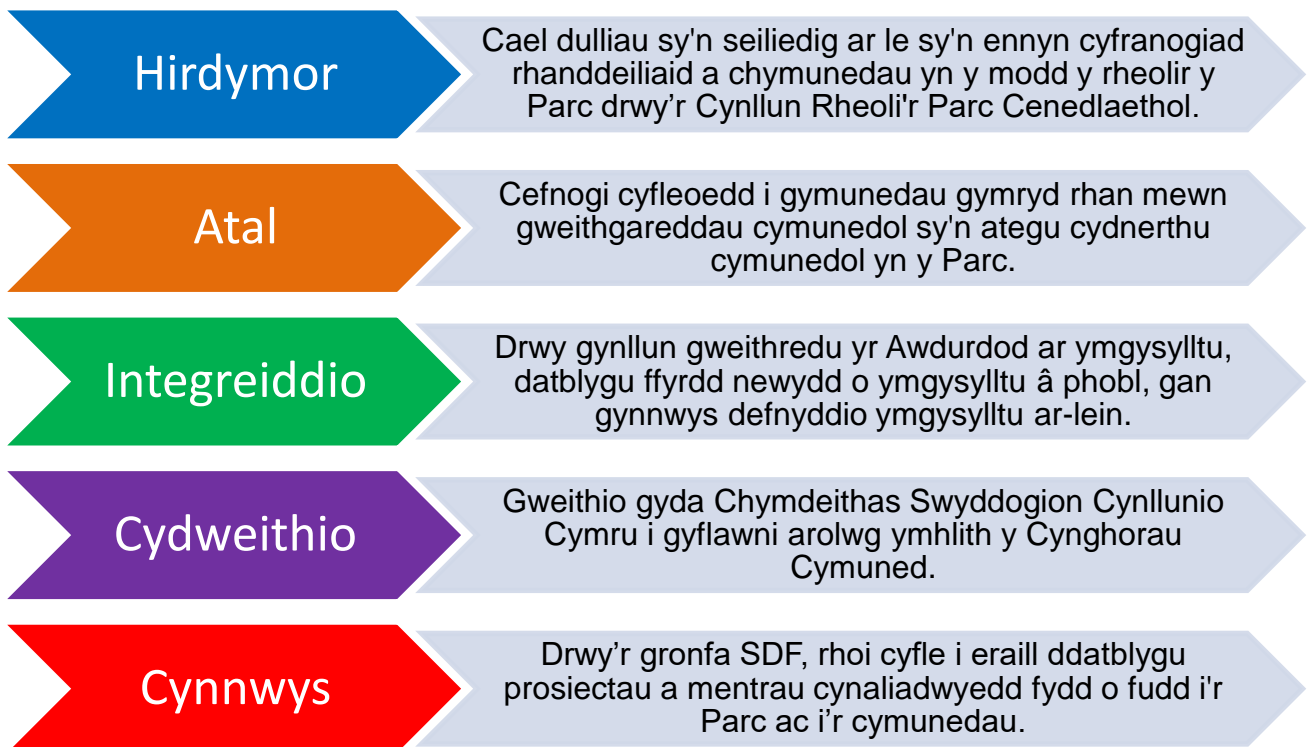 Hirdymor
Cael dulliau sy'n seiliedig ar le sy'n ennyn cyfranogiad
rhanddeiliaid a chymunedau yn y modd y rheolir y
Parc drwy’r Cynllun Rheoli'r Parc Cenedlaethol.
Atal
Cefnogi cyfleoedd i gymunedau gymryd rhan mewn
gweithgareddau cymunedol sy'n ategu cydnerthu
cymunedol yn y Parc.
Integreiddio
Drwy gynllun gweithredu yr Awdurdod ar ymgysylltu,
datblygu ffyrdd newydd o ymgysylltu â phobl, gan
gynnwys defnyddio ymgysylltu ar-lein.
Cydweithio
Gweithio gyda Chymdeithas Swyddogion Cynllunio
Cymru i gyflawni arolwg ymhlith y Cynghorau
Cymuned.
Cynnwys
Drwy’r gronfa SDF, rhoi cyfle i eraill ddatblygu
prosiectau a mentrau cynaliadwyedd fydd o fudd i'r
Parc ac i’r cymunedau.